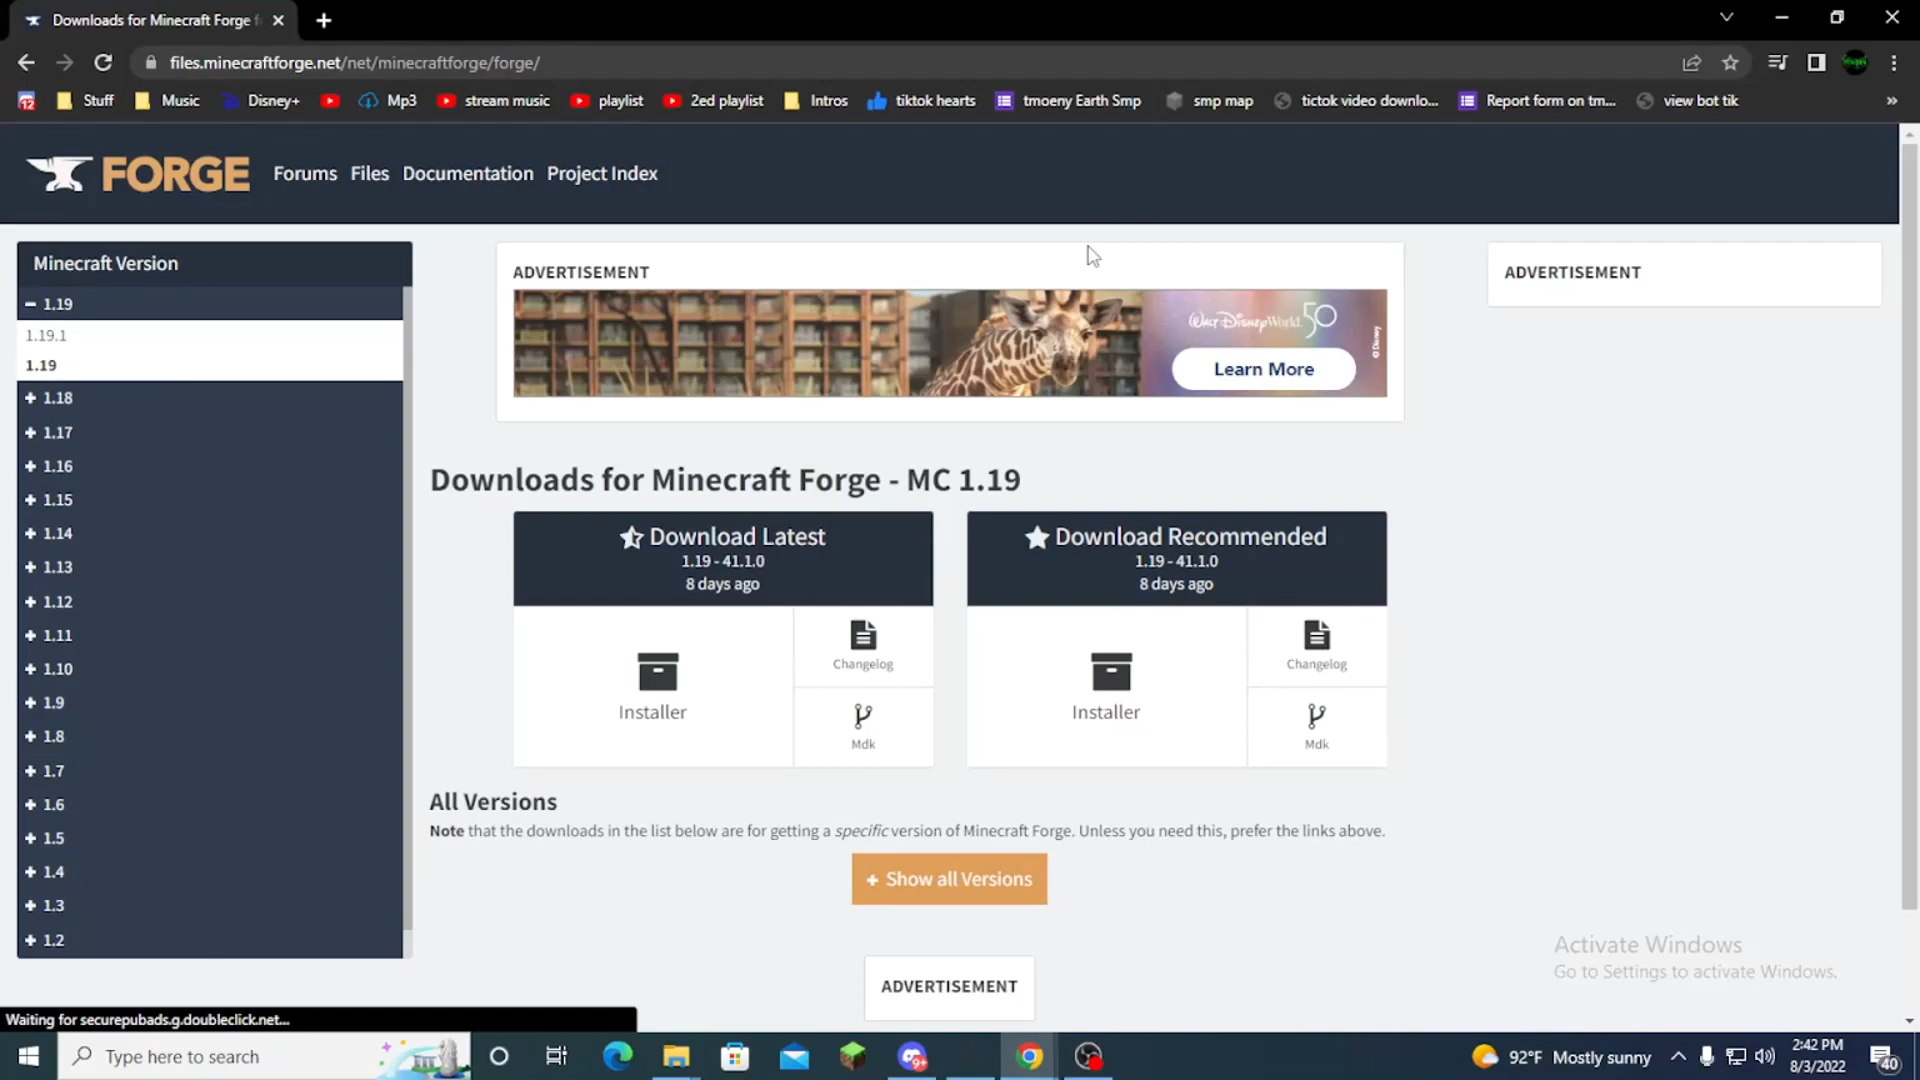 Downloads for Minecraft Forge f
files.minecraftforge.net/net/minecraftforge/forge/
12
Stuff
Music
Disney+
Mp3
stream music
playlist
2ed playlist
Intros
tiktok hearts
tmoeny Earth Smp
smp map
tictok video downlo...
Report form on tm...
view bot tik
»
FORGE
Forums Files Documentation Project Index
Minecraft Version
1.19
1.19.1
1.19
1.18
1.17
1.16
1.15
1.14
1.13
1.12
1.11
1.10
1.9
1.8
1.7
1.6
1.5
1.4
1.3
1.2
ADVERTISEMENT
Walt Disney World 50
Learn More
© Disney
ADVERTISEMENT
Downloads for Minecraft Forge - MC 1.19
Download Latest
1.19 - 41.1.0
8 days ago
Installer
Changelog
Mdk
Download Recommended
1.19 - 41.1.0
8 days ago
Installer
Changelog
Mdk
All Versions
Note that the downloads in the list below are for getting a specific version of Minecraft Forge. Unless you need this, prefer the links above.
+ Show all Versions
ADVERTISEMENT
Activate Windows
Go to Settings to activate Windows.
Waiting for securepubads.g.doubleclick.net...
Type here to search
9+
92°F Mostly sunny
2:42 PM
8/3/2022
40